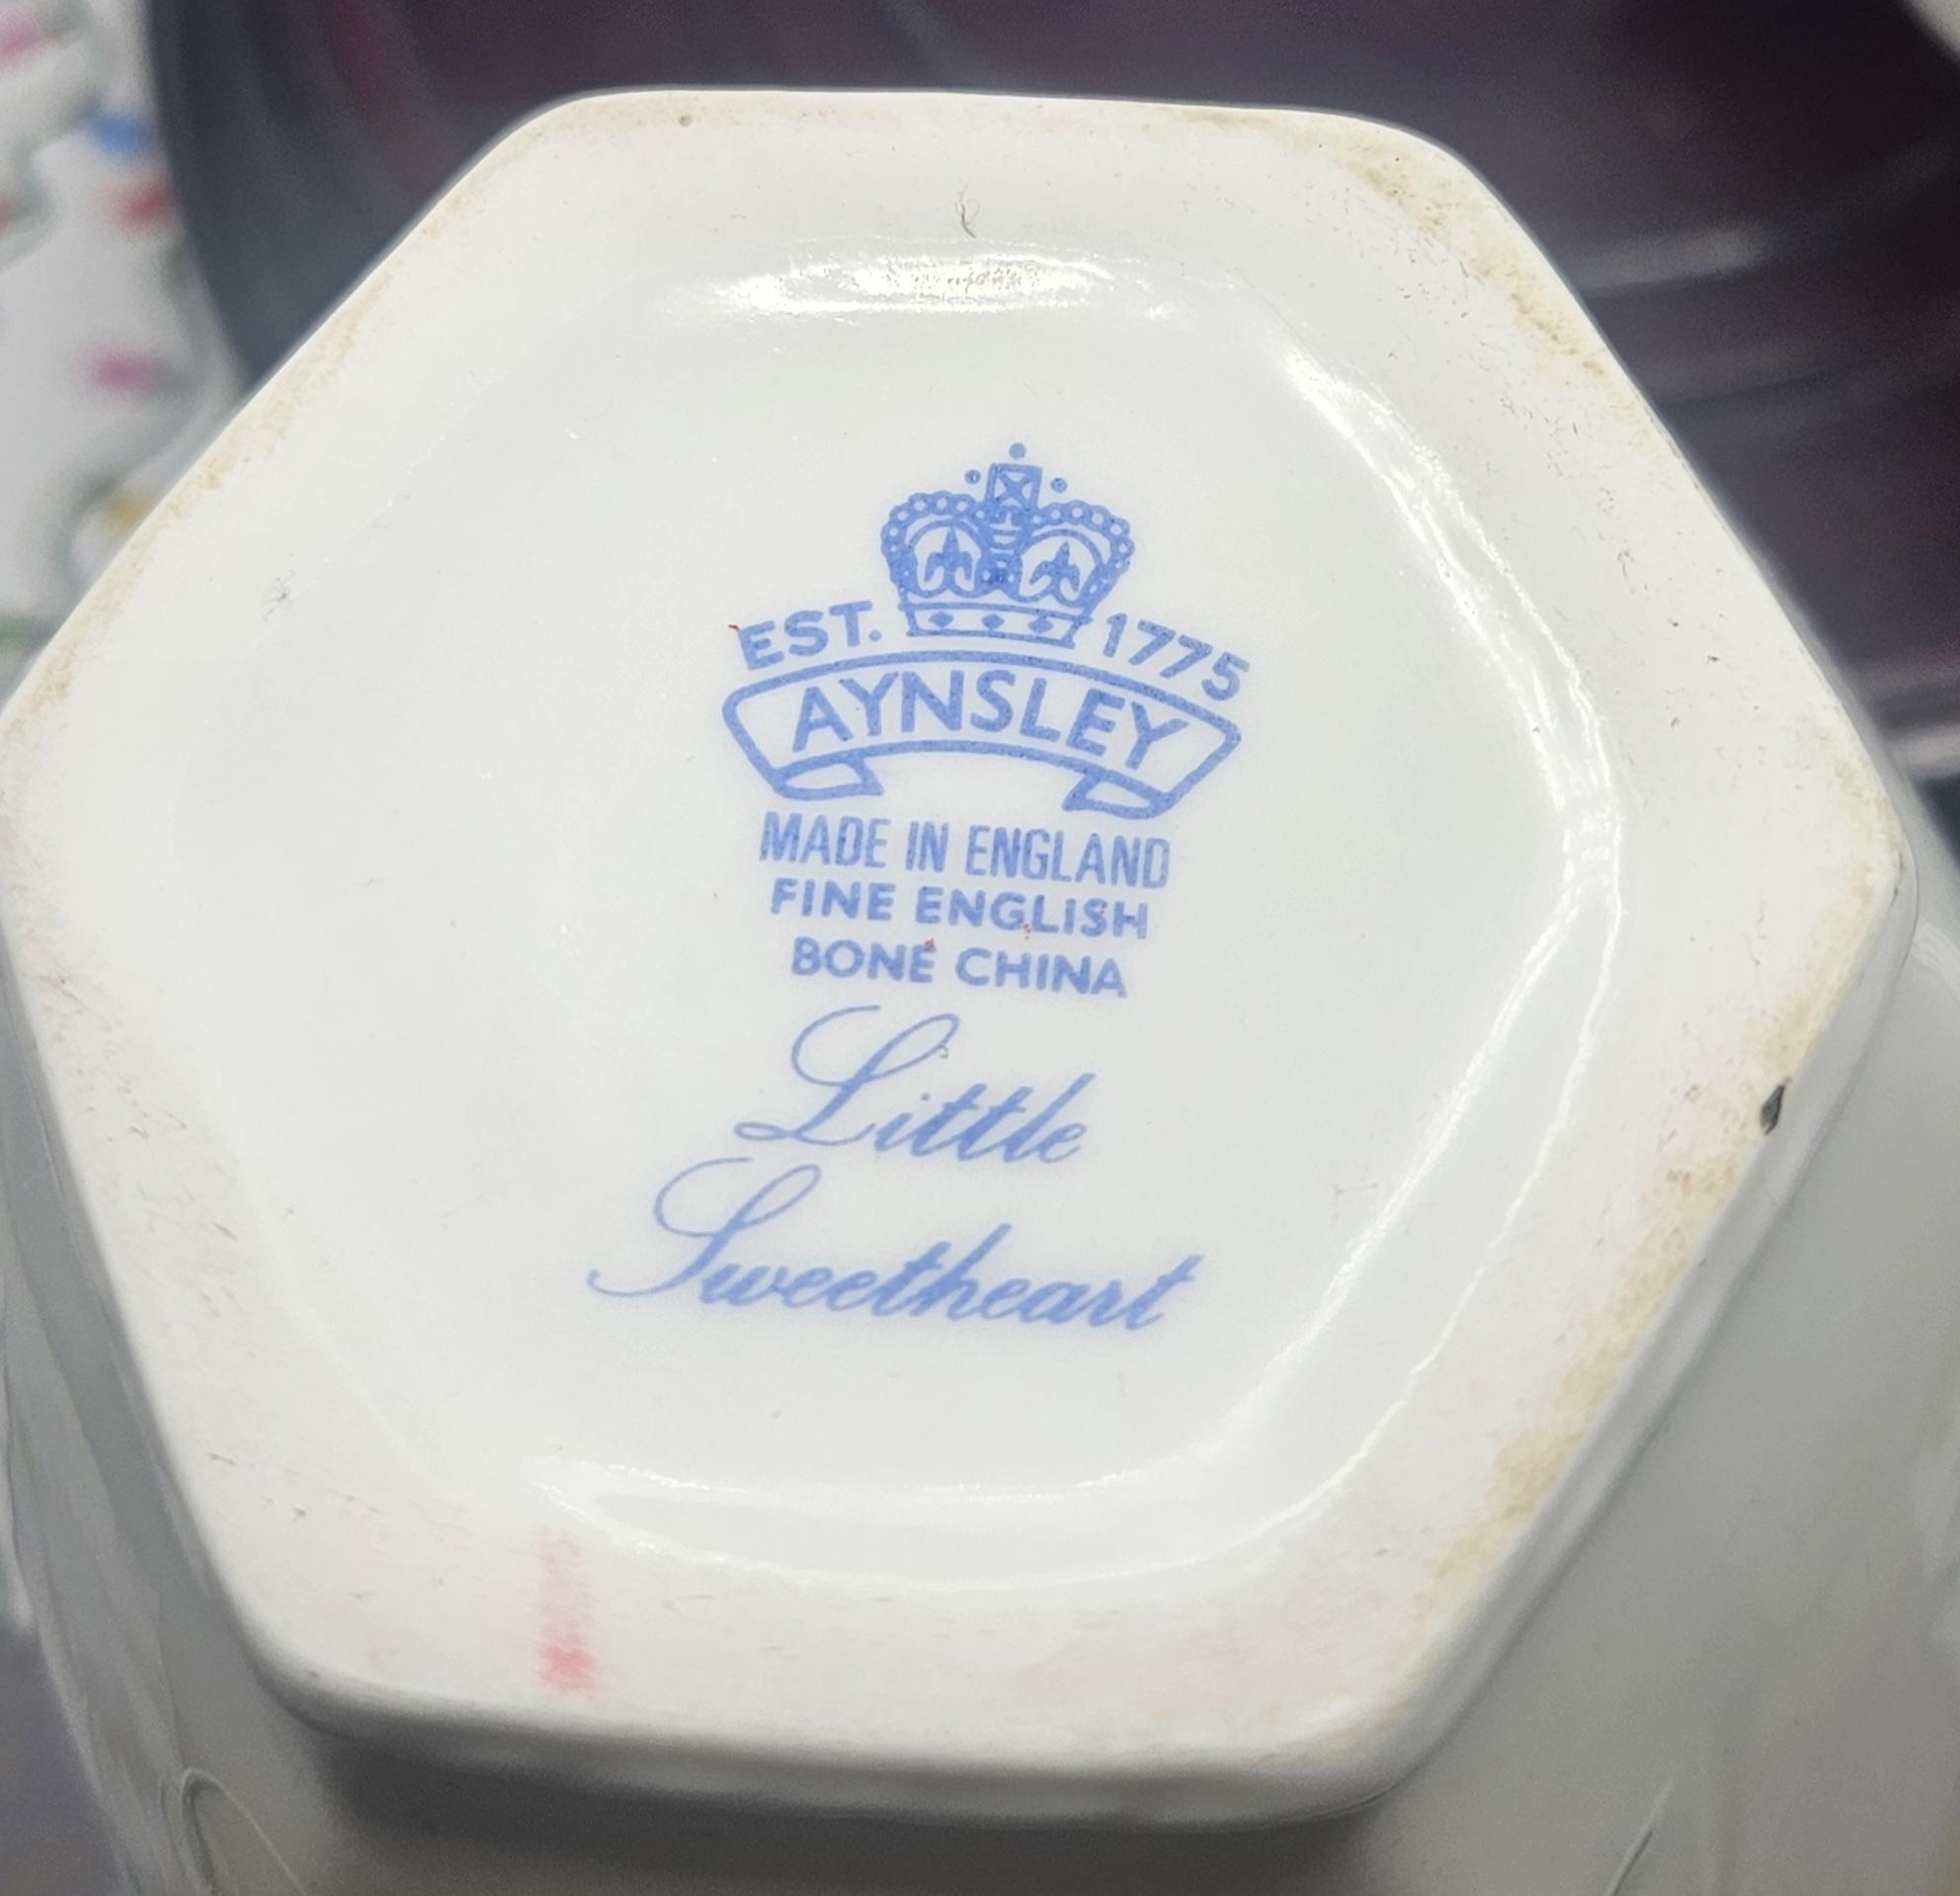 EST. 1775
AYNSLEY
MADE IN ENGLAND
FINE ENGLISH
BONE CHINA
Little
Sweetheart